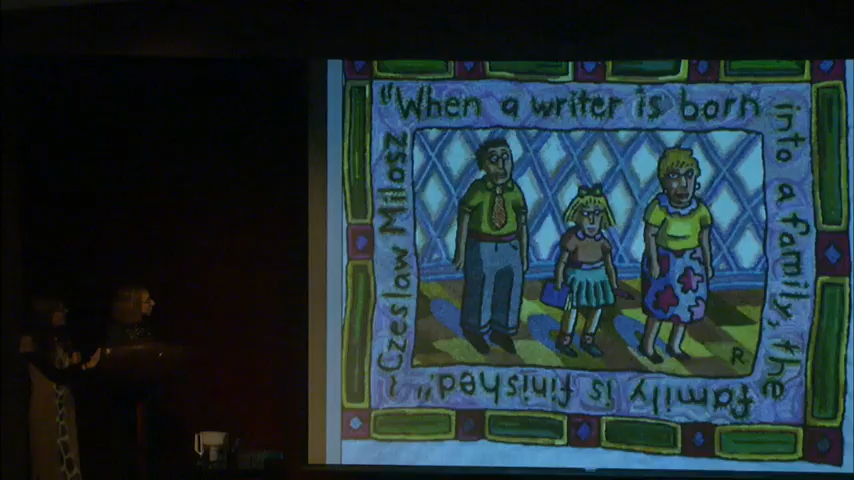 "When a writer is born
into a family, the
family is finished"
~Czeslaw Milosz
R